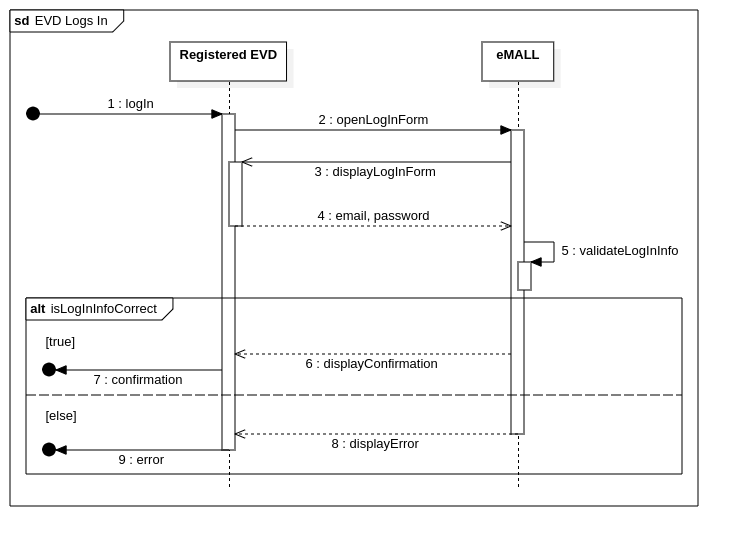 sd EVD Logs In
Registered EVD
eMALL
1 : logIn
2 : openLogInForm
3 : displayLogInForm
4 : email, password
5 : validateLogInInfo
alt isLogInInfoCorrect
[true]
6 : displayConfirmation
7 : confirmation
[else]
8 : displayError
9 : error